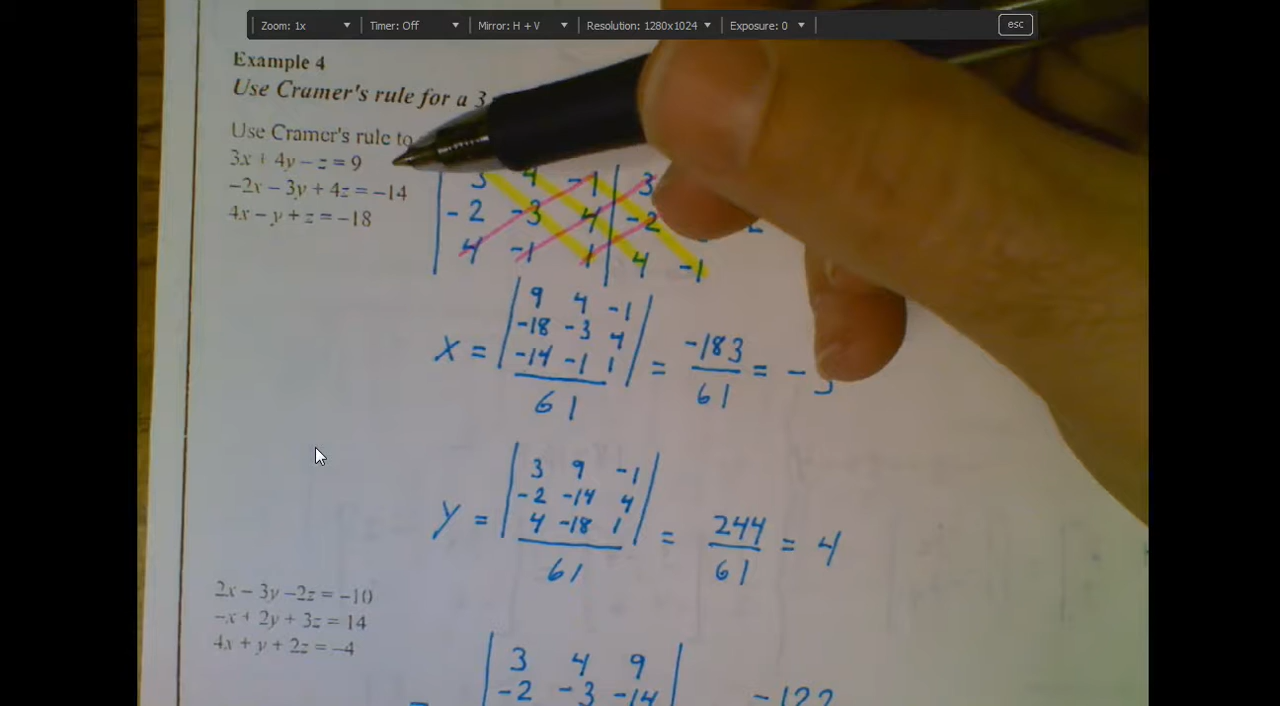 Zoom: 1x Timer: Off Mirror: H + V Resolution: 1280x1024 Exposure: 0 esc
Example 4
Use Cramer's rule for a 3
Use Cramer's rule to
3x + 4y – z = 9
–2x – 3y + 4z = –14
4x – y + z = –18
3 4 -1 3
-2 -3 4 -2
4 -1 1 4 -1
9 4 -1
-18 -3 4
-14 -1 1
x = = -183 = -
61 61
3 9 -1
-2 -14 4
4 -18 1
y = = 244 = 4
61 61
2x – 3y –2z = –10
–x + 2y + 3z = 14
4x + y + 2z = –4
3 4 9
-2 -3 -14
-122